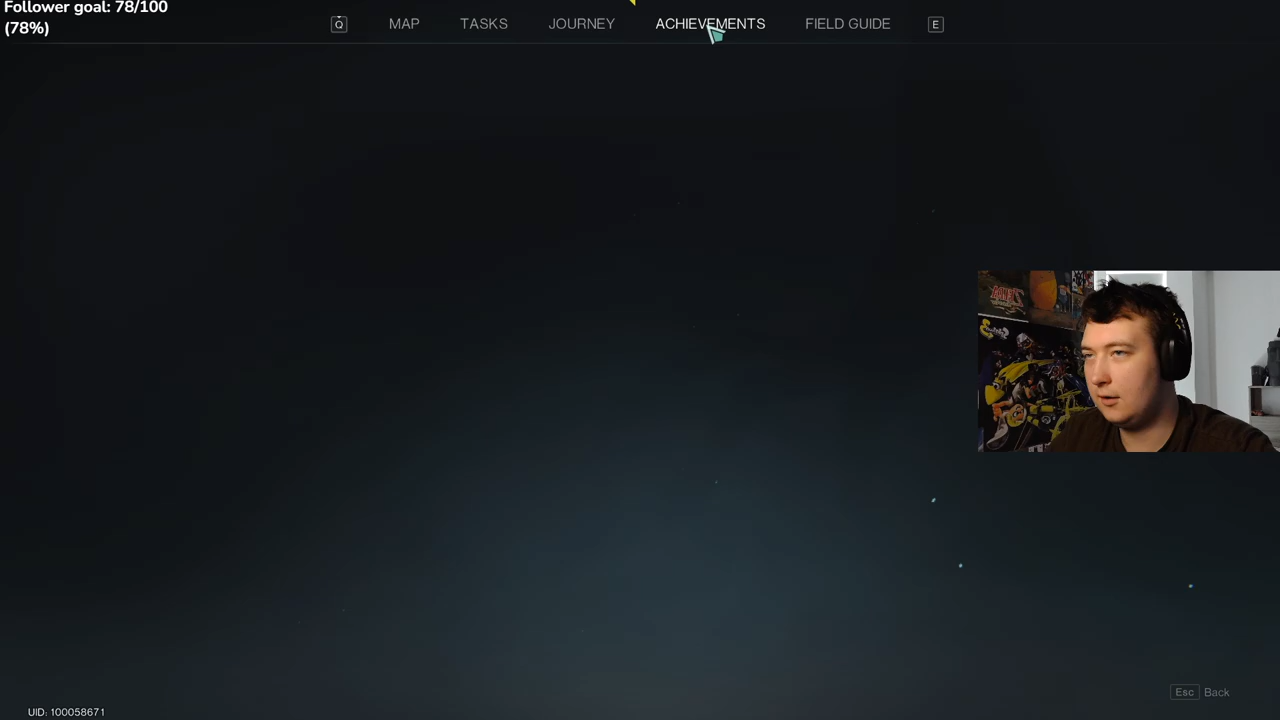 Follower goal: 78/100
(78%)
Q MAP TASKS JOURNEY ACHIEVEMENTS FIELD GUIDE E
Esc Back
UID: 100058671